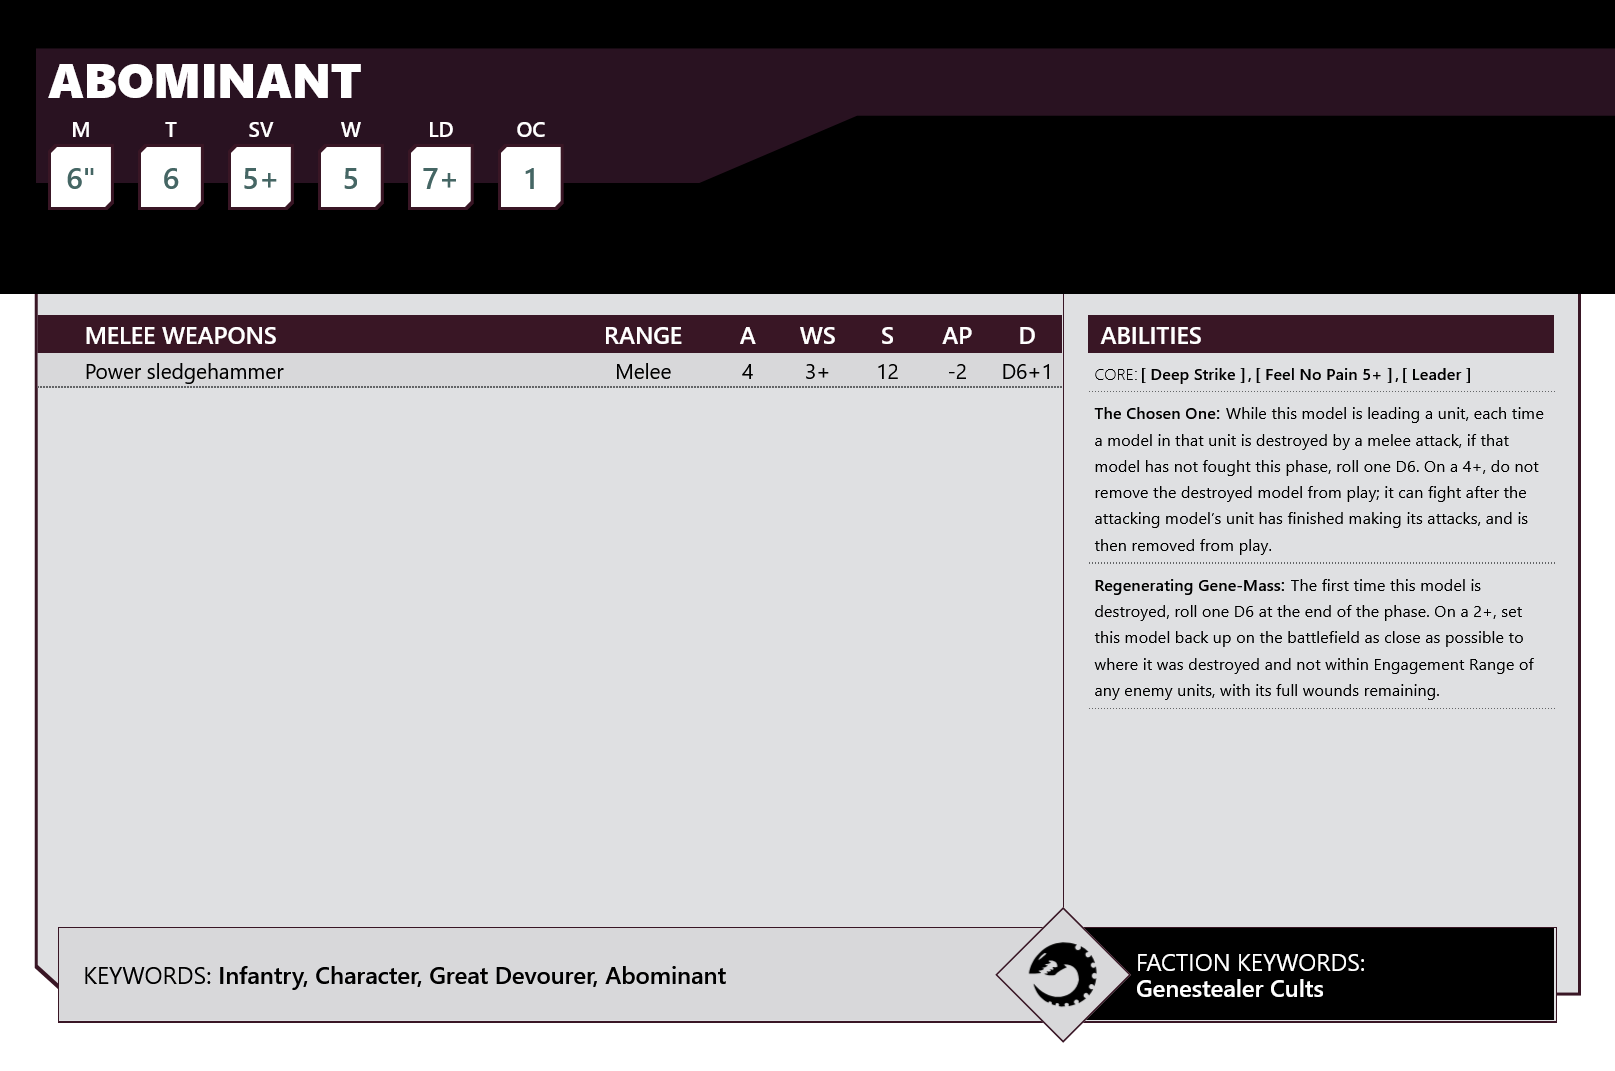 ABOMINANT
M T SV W LD OC
6" 6 5+ 5 7+ 1
MELEE WEAPONS RANGE A WS S AP D
Power sledgehammer Melee 4 3+ 12 -2 D6+1
ABILITIES
CORE: [ Deep Strike ] , [ Feel No Pain 5+ ] , [ Leader ]
The Chosen One: While this model is leading a unit, each time
a model in that unit is destroyed by a melee attack, if that
model has not fought this phase, roll one D6. On a 4+, do not
remove the destroyed model from play; it can fight after the
attacking model’s unit has finished making its attacks, and is
then removed from play.
Regenerating Gene-Mass: The first time this model is
destroyed, roll one D6 at the end of the phase. On a 2+, set
this model back up on the battlefield as close as possible to
where it was destroyed and not within Engagement Range of
any enemy units, with its full wounds remaining.
KEYWORDS: Infantry, Character, Great Devourer, Abominant
FACTION KEYWORDS:
Genestealer Cults